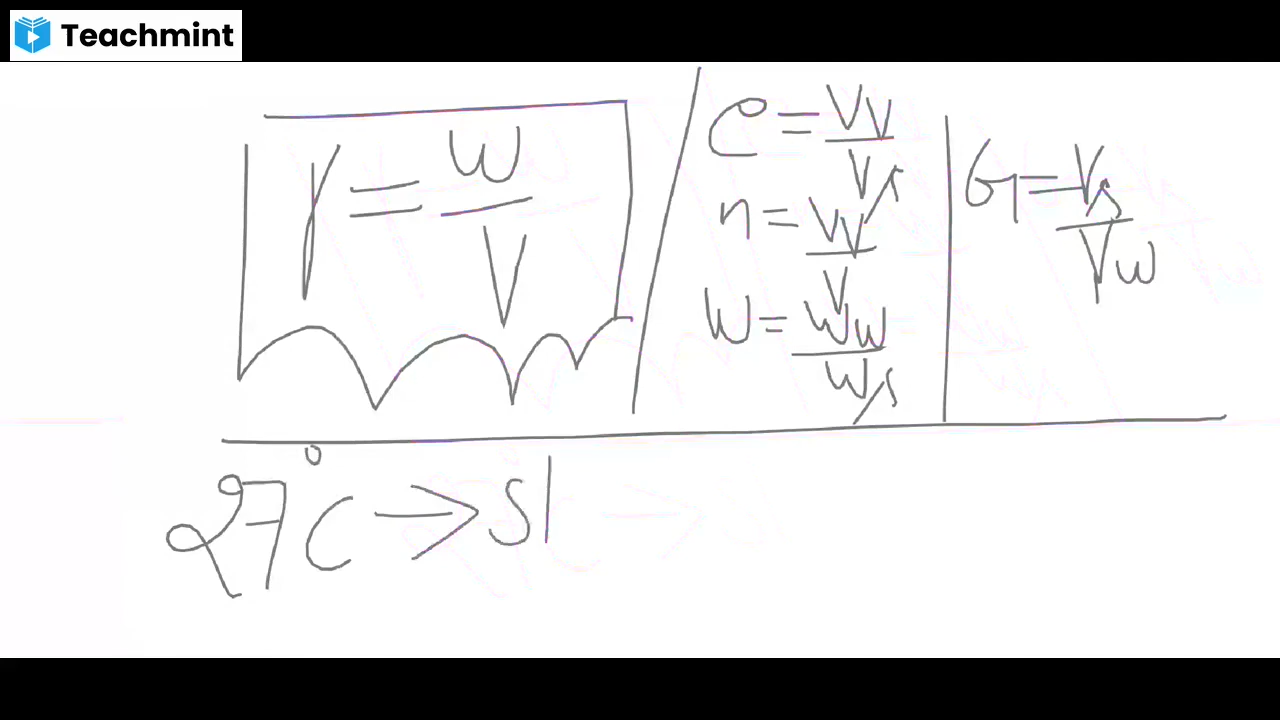 Teachmint
γ = W / V
e = Vv / Vs
n = Vv / V
W = Ww / Ws
G = γs / γw
27°C → SI